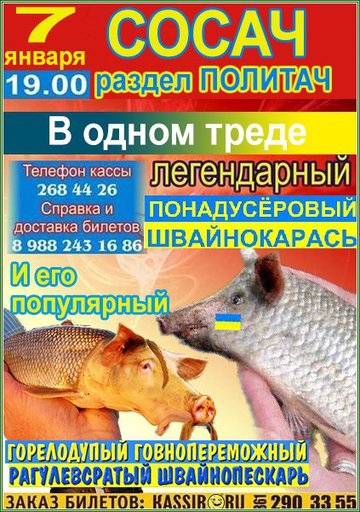 7
января
19.00
СОСАЧ
раздел ПОЛИТАЧ
В одном треде
Телефон кассы
268 44 26
Справка и
доставка билетов
8 988 243 16 86
легендарный
ПОНАДУСЁРОВЫЙ
ШВАЙНОКАРАСЬ
И его
популярный
ГОРЕЛОДУПЫЙ ГОВНОПЕРЕМОЖНЫЙ
РАГУЛЕВСРАТЫЙ ШВАЙНОПЕСКАРЬ
ЗАКАЗ БИЛЕТОВ: KASSIR RU 290 33 55